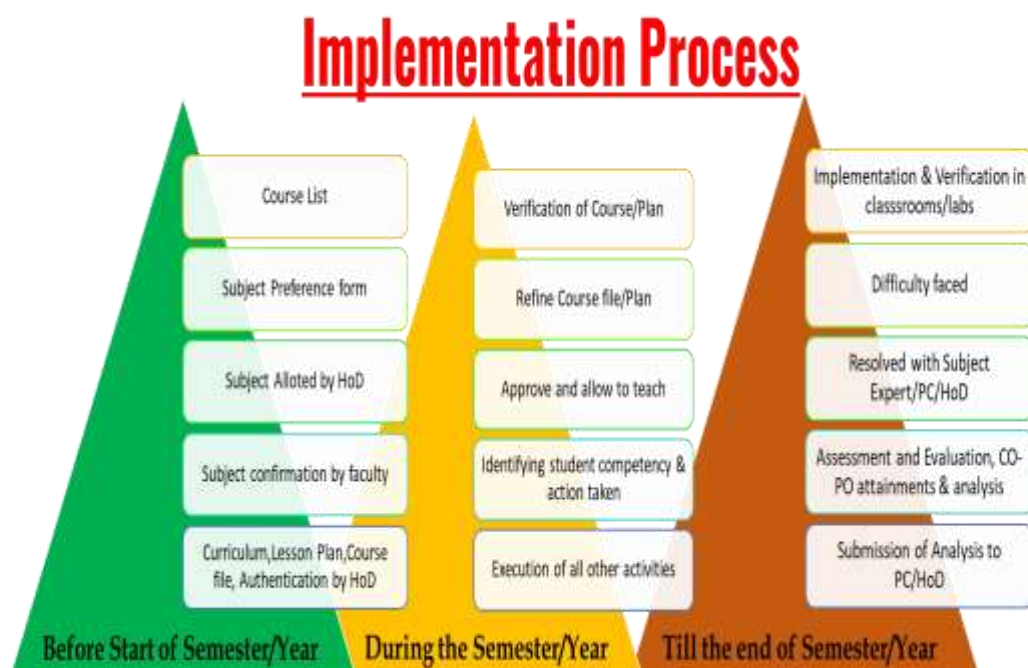 Implementation Process
Course List
Subject Preference form
Subject Alloted by HoD
Subject confirmation by faculty
Curriculum,Lesson Plan,Course
file, Authentication by HoD
Before Start of Semester/Year
Verification of Course/Plan
Refine Course file/Plan
Approve and allow to teach
Identifying student competency &
action taken
Execution of all other activities
During the Semester/Year
Implementation & Verification in
classsrooms/labs
Difficulty faced
Resolved with Subject
Expert/PC/HoD
Assessment and Evaluation, CO-
PO attainments & analysis
Submission of Analysis to
PC/HoD
Till the end of Semester/Year